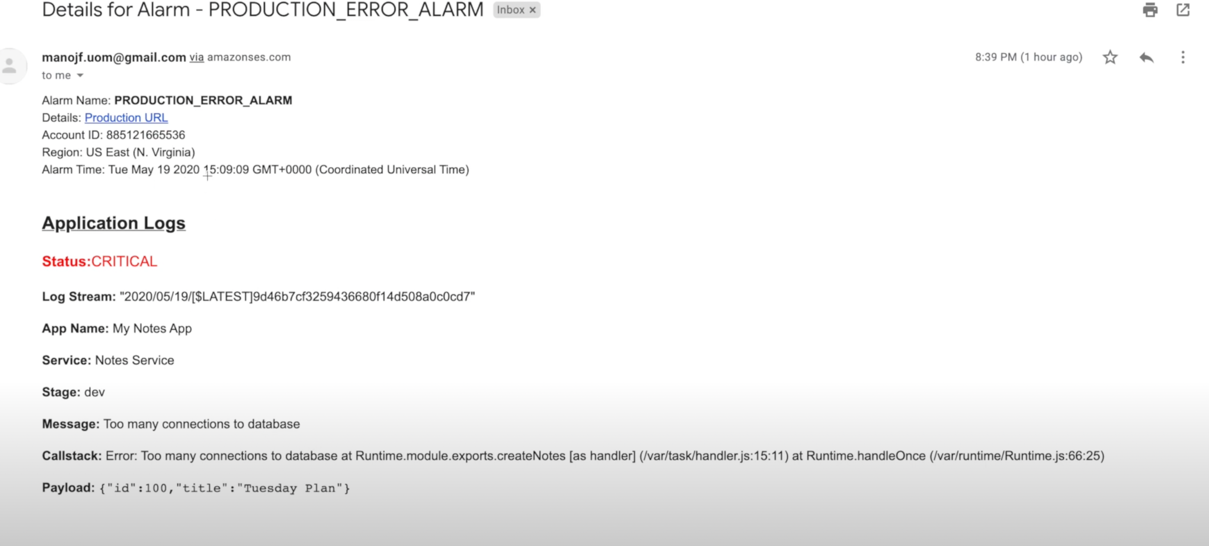 Details for Alarm - PRODUCTION_ERROR_ALARM Inbox ×
manojf.uom@gmail.com via amazonses.com 8:39 PM (1 hour ago)
to me
Alarm Name: PRODUCTION_ERROR_ALARM
Details: Production URL
Account ID: 885121665536
Region: US East (N. Virginia)
Alarm Time: Tue May 19 2020 15:09:09 GMT+0000 (Coordinated Universal Time)
Application Logs
Status:CRITICAL
Log Stream: "2020/05/19/[$LATEST]9d46b7cf3259436680f14d508a0c0cd7"
App Name: My Notes App
Service: Notes Service
Stage: dev
Message: Too many connections to database
Callstack: Error: Too many connections to database at Runtime.module.exports.createNotes [as handler] (/var/task/handler.js:15:11) at Runtime.handleOnce (/var/runtime/Runtime.js:66:25)
Payload: {"id":100,"title":"Tuesday Plan"}